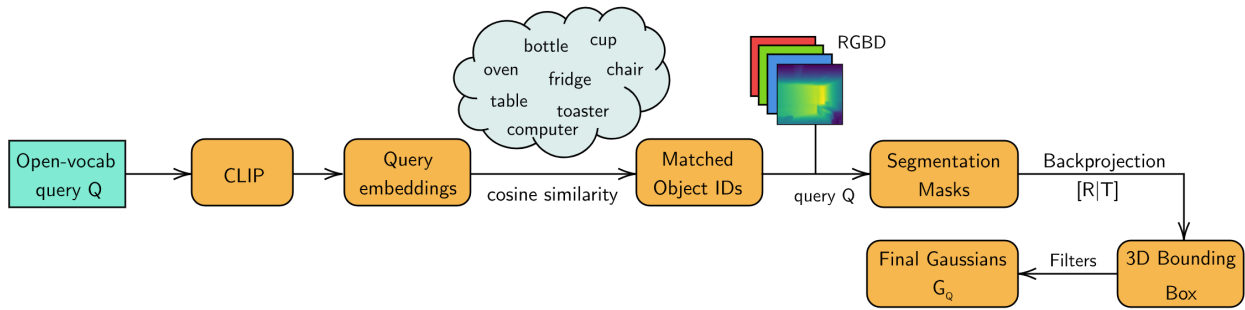 bottle
cup
oven
fridge
chair
table
toaster
computer
RGBD
Open-vocab
query Q
CLIP
Query
embeddings
cosine similarity
Matched
Object IDs
query Q
Segmentation
Masks
Backprojection
[R|T]
3D Bounding
Box
Filters
Final Gaussians
G_Q